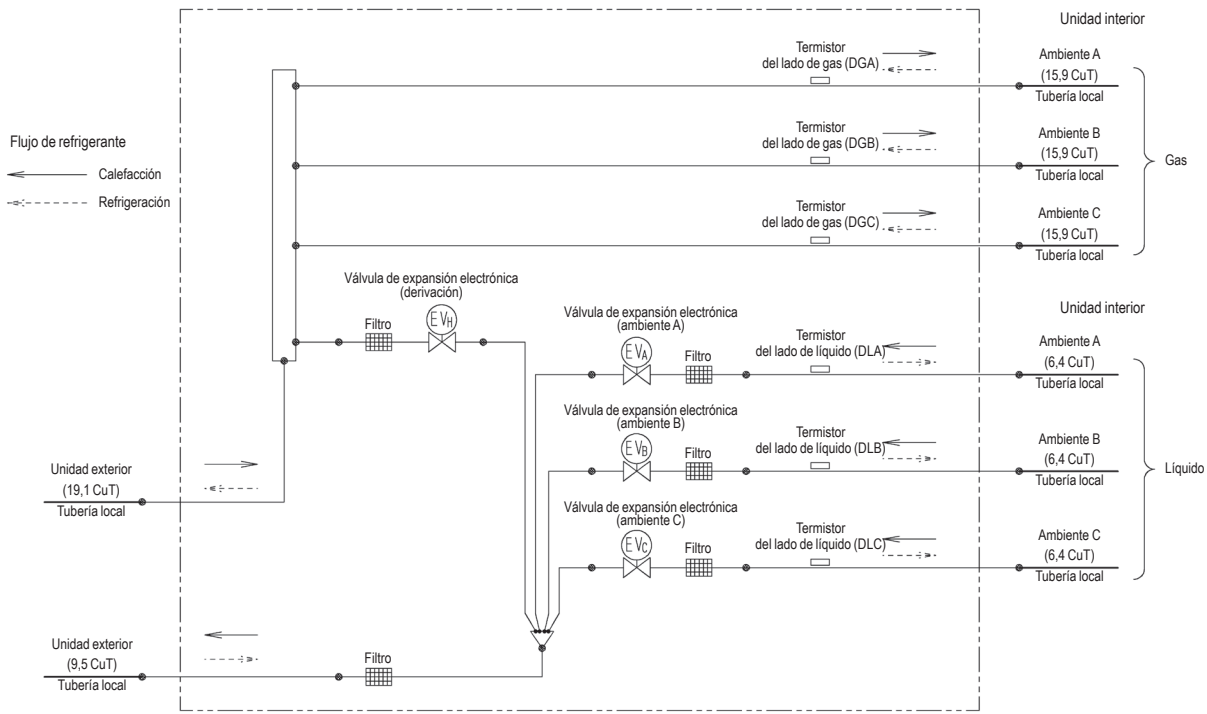 Unidad interior
Termistor
del lado de gas (DGA)
Ambiente A
(15,9 CuT)
Tubería local
Flujo de refrigerante
Calefacción
Refrigeración
Termistor
del lado de gas (DGB)
Ambiente B
(15,9 CuT)
Tubería local
Gas
Termistor
del lado de gas (DGC)
Ambiente C
(15,9 CuT)
Tubería local
Válvula de expansión electrónica
(derivación)
EVH
Filtro
Unidad interior
Válvula de expansión electrónica
(ambiente A)
EVA
Filtro
Termistor
del lado de líquido (DLA)
Ambiente A
(6,4 CuT)
Tubería local
Válvula de expansión electrónica
(ambiente B)
EVB
Filtro
Termistor
del lado de líquido (DLB)
Ambiente B
(6,4 CuT)
Tubería local
Líquido
Unidad exterior
(19,1 CuT)
Tubería local
Válvula de expansión electrónica
(ambiente C)
EVC
Filtro
Termistor
del lado de líquido (DLC)
Ambiente C
(6,4 CuT)
Tubería local
Unidad exterior
(9,5 CuT)
Tubería local
Filtro